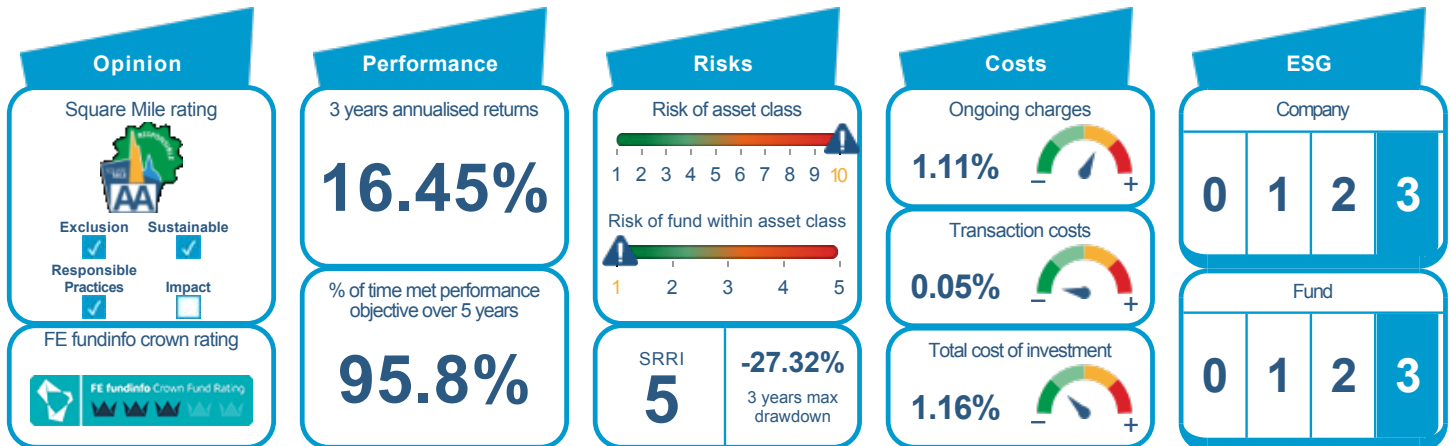 Opinion
Square Mile rating
RESPONSIBLE
AA
Exclusion Sustainable
Responsible
Practices Impact
FE fundinfo crown rating
FE fundinfo Crown Fund Rating
Performance
3 years annualised returns
16.45%
% of time met performance
objective over 5 years
95.8%
Risks
Risk of asset class
1 2 3 4 5 6 7 8 9 10
Risk of fund within asset class
1 2 3 4 5
SRRI
5
-27.32%
3 years max
drawdown
Costs
Ongoing charges
1.11%
− +
Transaction costs
0.05%
− +
Total cost of investment
1.16%
− +
ESG
Company
0 1 2 3
Fund
0 1 2 3